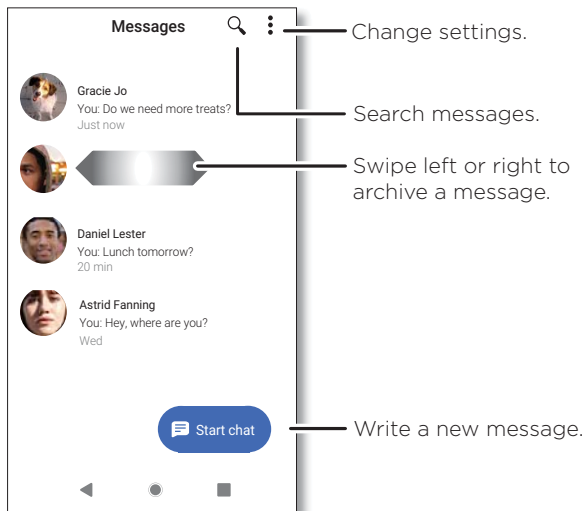 Messages
Change settings.
Gracie Jo
You: Do we need more treats?
Just now
Search messages.
Swipe left or right to
archive a message.
Daniel Lester
You: Lunch tomorrow?
20 min
Astrid Fanning
You: Hey, where are you?
Wed
Start chat
Write a new message.